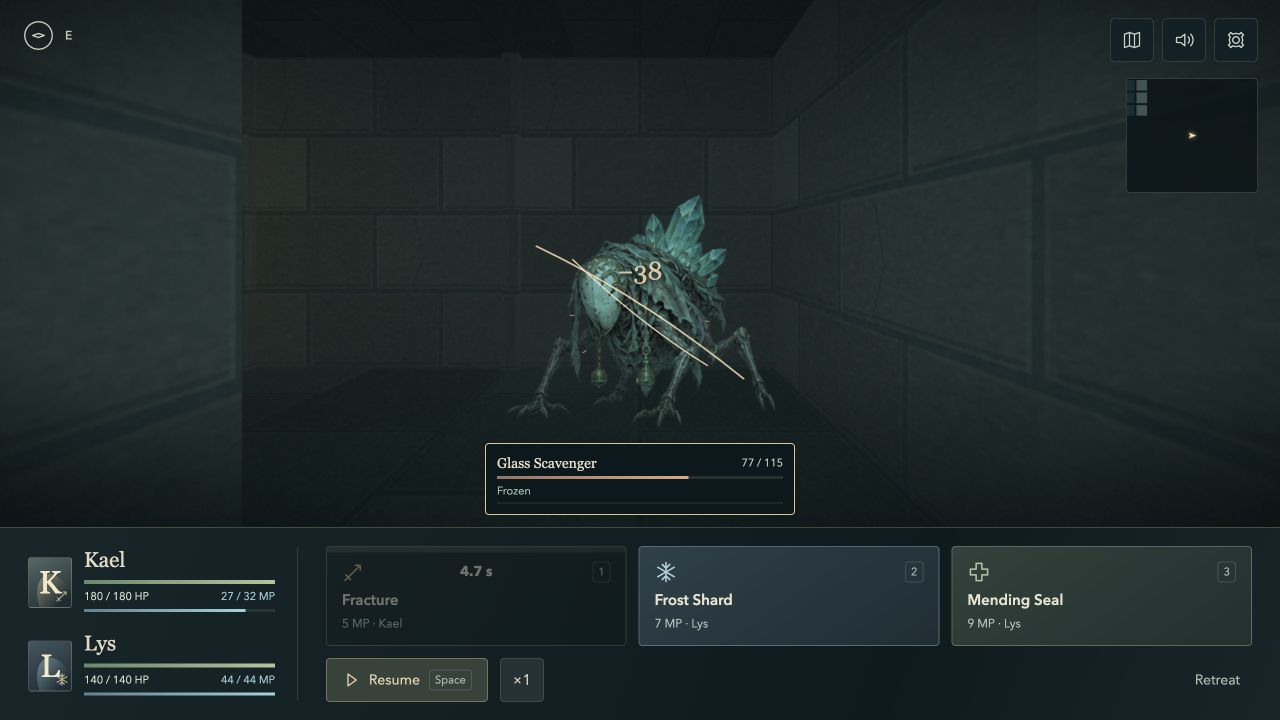 E
−38
Glass Scavenger 77 / 115
Frozen
K
Kael
180 / 180 HP 27 / 32 MP
L
Lys
140 / 140 HP 44 / 44 MP
4.7 s 1
Fracture
5 MP · Kael
2
Frost Shard
7 MP · Lys
3
Mending Seal
9 MP · Lys
Resume Space
×1
Retreat